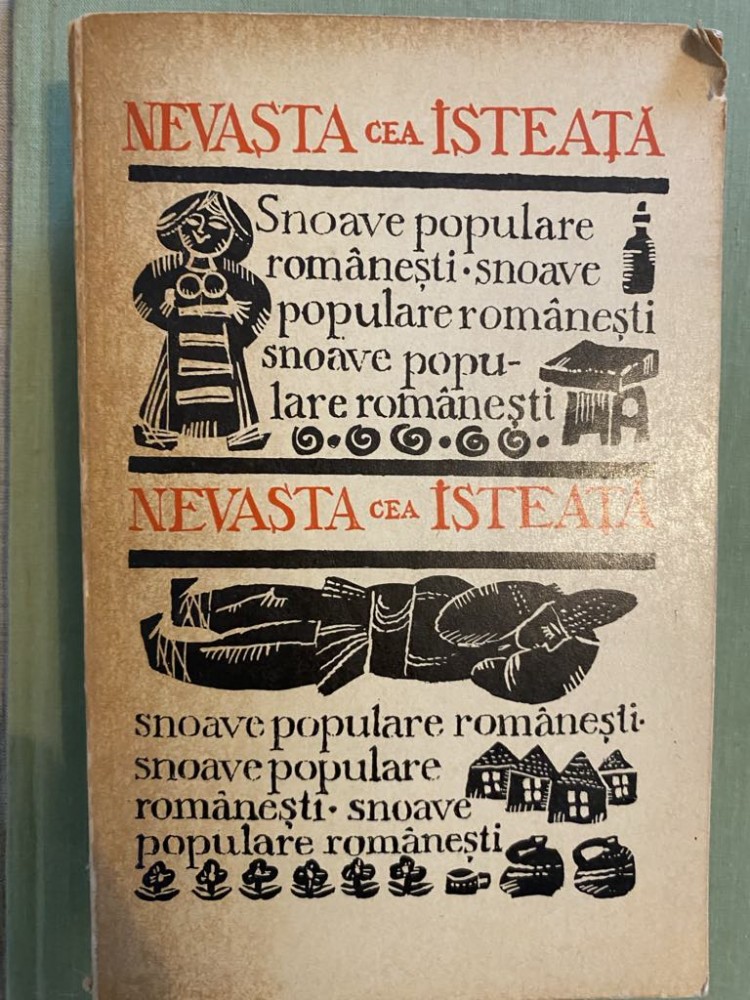 NEVASTA CEA ISTEAȚĂ
Snoave populare
românești · snoave
populare românești
snoave popu-
lare românești
NEVASTA CEA ISTEAȚĂ
snoave populare românești ·
snoave populare
românești · snoave
populare românești